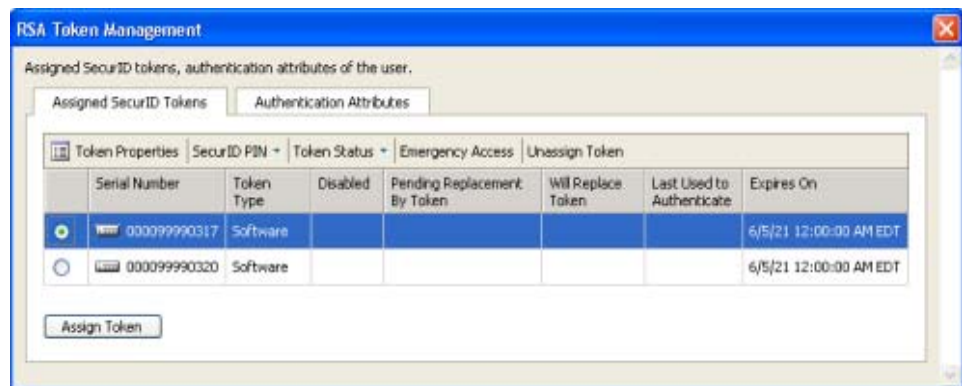 RSA Token Management
Assigned SecurID tokens, authentication attributes of the user.
Assigned SecurID Tokens Authentication Attributes
Token Properties SecurID PIN Token Status Emergency Access Unassign Token
Serial Number Token Type Disabled Pending Replacement By Token Will Replace Token Last Used to Authenticate Expires On
000099990317 Software 6/5/21 12:00:00 AM EDT
000099990320 Software 6/5/21 12:00:00 AM EDT
Assign Token